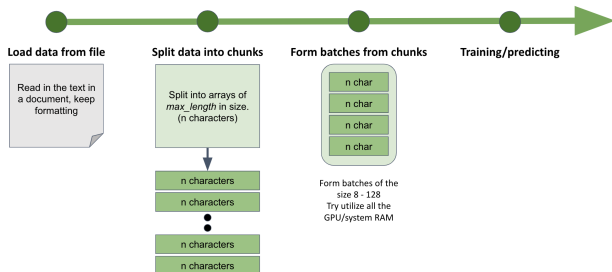 Load data from file
Split data into chunks
Form batches from chunks
Training/predicting
Read in the text in
a document, keep
formatting
Split into arrays of
max_length in size.
(n characters)
n characters
n characters
n characters
n characters
n char
n char
n char
n char
Form batches of the
size 8 - 128
Try utilize all the
GPU/system RAM